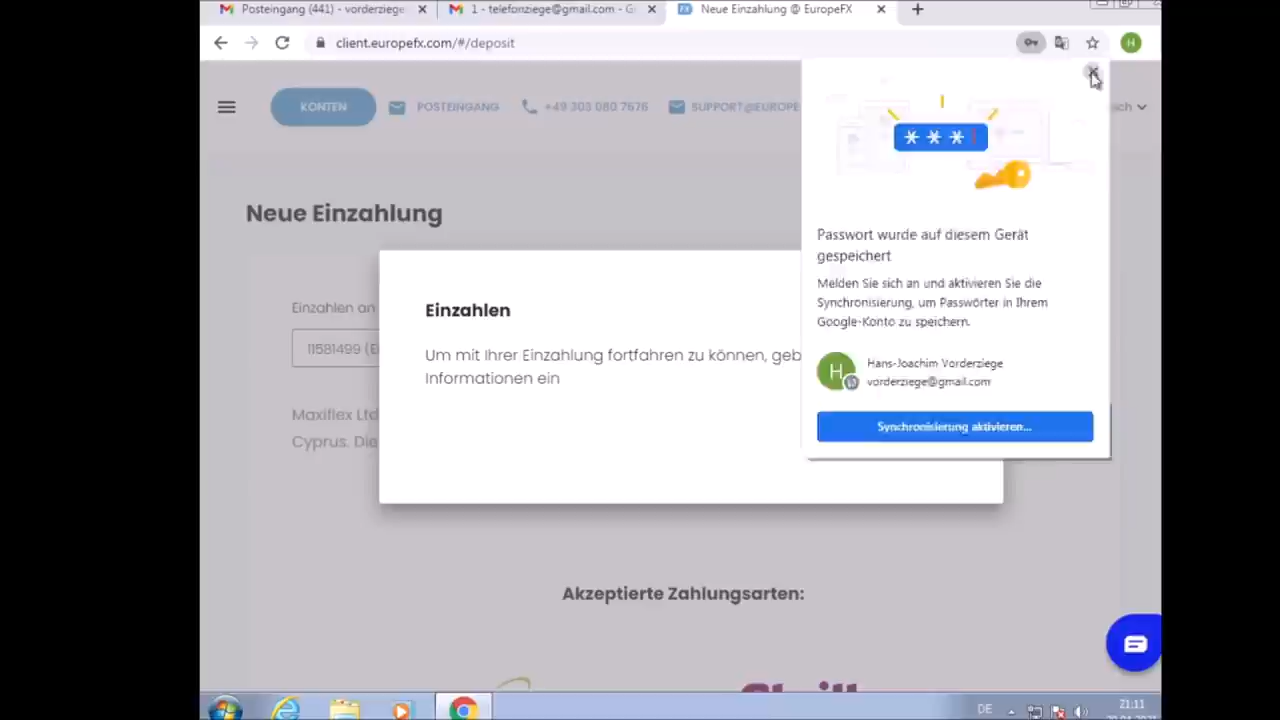 Posteingang (441) - vorderziege
1 - telefonziege@gmail.com - G
Neue Einzahlung @ EuropeFX
client.europefx.com/#/deposit
H
KONTEN
POSTEINGANG
+49 303 080 7676
SUPPORT@EUROPE
ch
Neue Einzahlung
Einzahlen an
11581499 (E
Maxiflex Ltd
Cyprus. Die
Einzahlen
Um mit Ihrer Einzahlung fortfahren zu können, geb
Informationen ein
Passwort wurde auf diesem Gerät
gespeichert
Melden Sie sich an und aktivieren Sie die
Synchronisierung, um Passwörter in Ihrem
Google-Konto zu speichern.
H
Hans-Joachim Vorderziege
vorderziege@gmail.com
Synchronisierung aktivieren...
Akzeptierte Zahlungsarten:
Skrill
DE
21:11